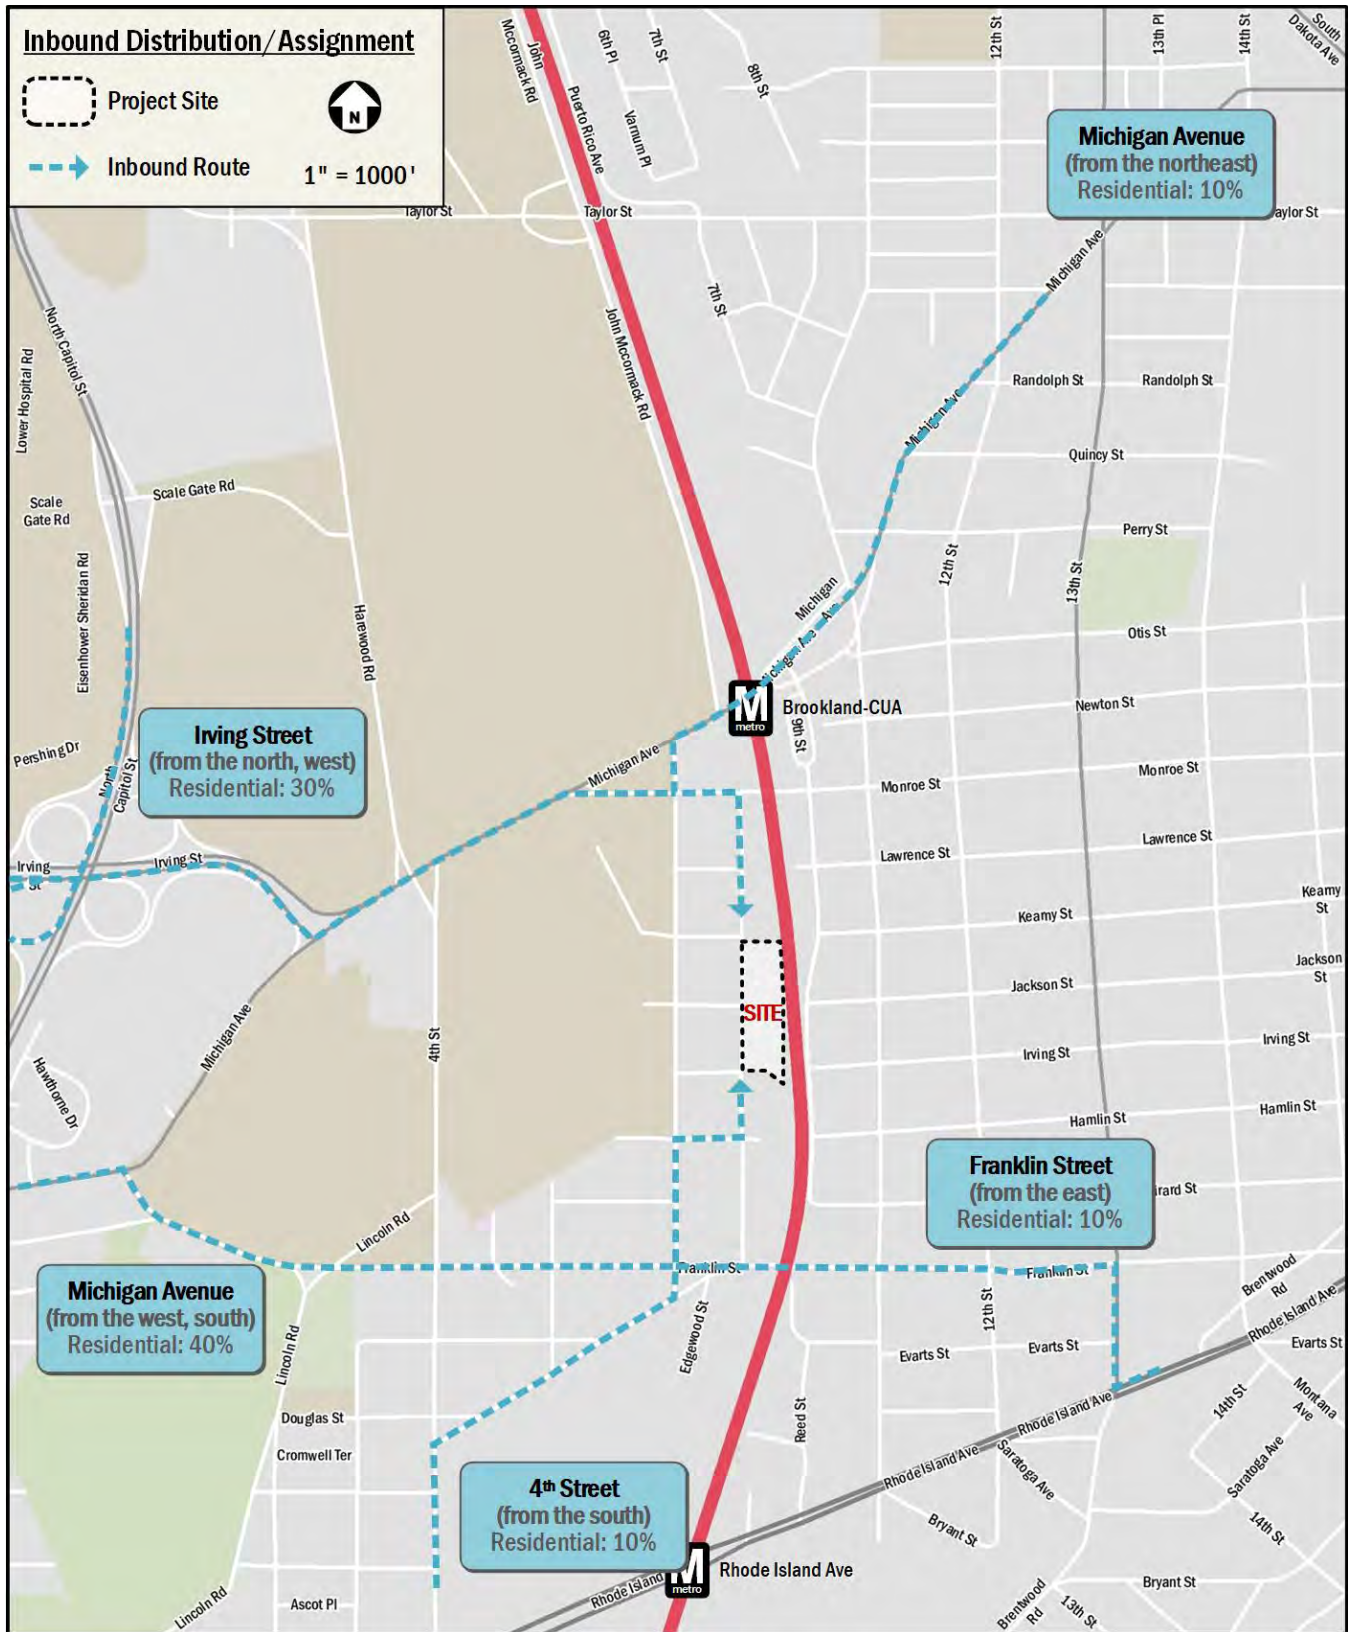 Inbound Distribution/Assignment
Project Site
N
Inbound Route
1" = 1000'
John
Mccormack Rd
Puerto Rico Ave
6th Pl
7th St
Varnum Pl
8th St
12th St
13th Pl
14th St
South
Dakota Ave
Michigan Avenue
(from the northeast)
Residential: 10%
Taylor St
Taylor St
aylor St
Michigan Ave
7th St
North Capitol St
Lower Hospital Rd
John Mccormack Rd
Randolph St
Randolph St
Michigan Ave
Quincy St
Scale Gate Rd
Scale
Gate Rd
Perry St
12th St
13th St
Eisenhower Sheridan Rd
Harewood Rd
Michigan
Ave
Michigan Ave
Otis St
M
metro
Brookland-CUA
Newton St
9th St
Irving Street
(from the north, west)
Residential: 30%
Pershing Dr
North
Capitol St
Michigan Ave
Monroe St
Monroe St
Lawrence St
Lawrence St
Irving
St
Irving St
Kearny St
Kearny
St
Jackson St
Jackson
St
SITE
Michigan Ave
4th St
Irving St
Irving St
Hawthorne Dr
Hamlin St
Hamlin St
Franklin Street
(from the east)
Residential: 10%
irard St
Lincoln Rd
Franklin St
Franklin St
Brentwood
Rd
Michigan Avenue
(from the west, south)
Residential: 40%
Lincoln Rd
Edgewood St
12th St
Rhode Island Ave
Evarts St
Evarts St
Evarts St
Douglas St
Cromwell Ter
Reed St
Rhode Island Ave
14th St
Montana
Ave
Rhode Island Ave
Saratoga Ave
Saratoga Ave
4th Street
(from the south)
Residential: 10%
Bryant St
14th St
M
metro
Rhode Island Ave
Rhode Island
Bryant St
Lincoln Rd
Ascot Pl
Brentwood
Rd
13th St